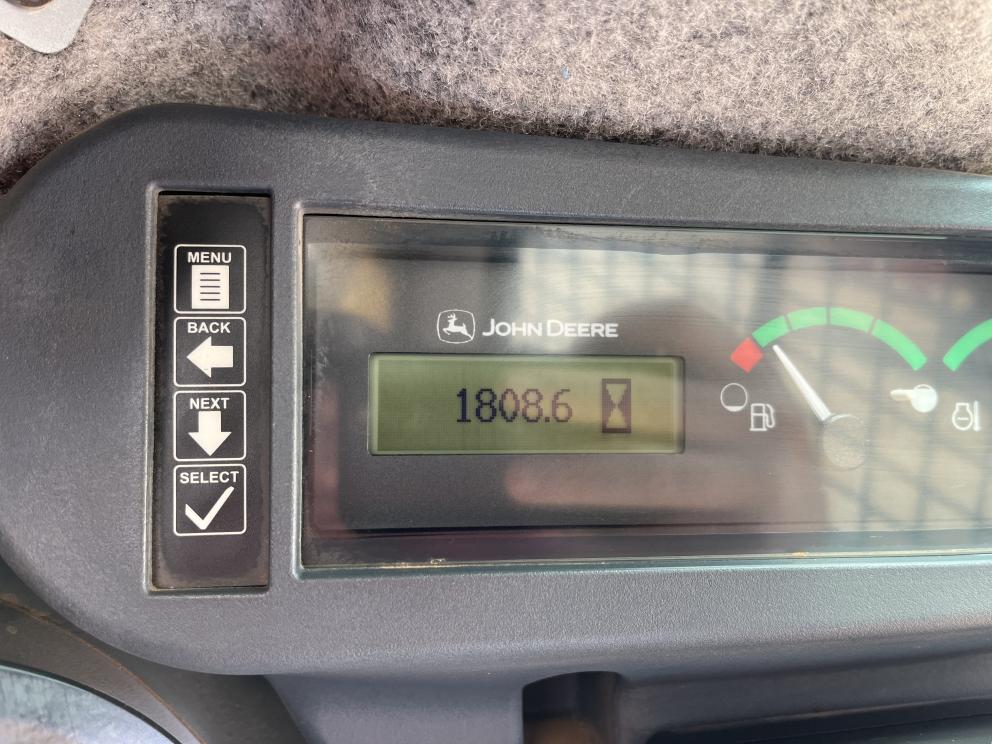 MENU
BACK
NEXT
SELECT
JOHN DEERE
1808.6